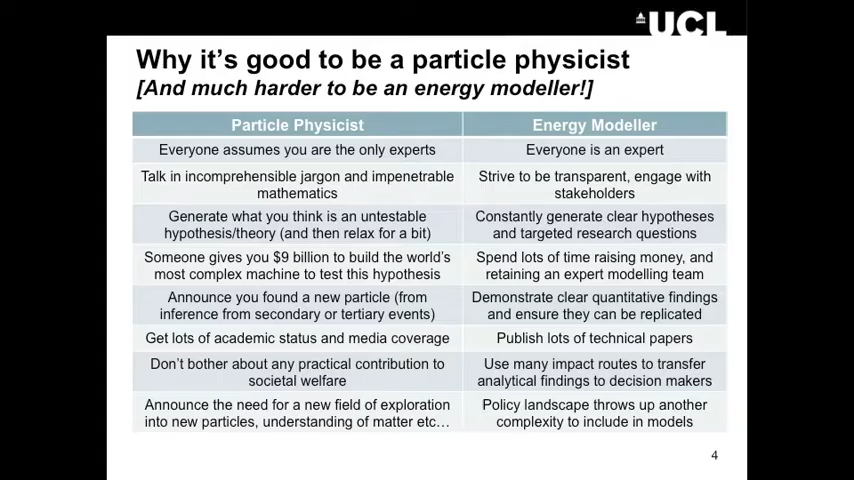 UCL
Why it's good to be a particle physicist
[And much harder to be an energy modeller!]
Particle Physicist
Energy Modeller
Everyone assumes you are the only experts
Everyone is an expert
Talk in incomprehensible jargon and impenetrable
mathematics
Strive to be transparent, engage with
stakeholders
Generate what you think is an untestable
hypothesis/theory (and then relax for a bit)
Constantly generate clear hypotheses
and targeted research questions
Someone gives you $9 billion to build the world's
most complex machine to test this hypothesis
Spend lots of time raising money, and
retaining an expert modelling team
Announce you found a new particle (from
inference from secondary or tertiary events)
Demonstrate clear quantitative findings
and ensure they can be replicated
Get lots of academic status and media coverage
Publish lots of technical papers
Don't bother about any practical contribution to
societal welfare
Use many impact routes to transfer
analytical findings to decision makers
Announce the need for a new field of exploration
into new particles, understanding of matter etc…
Policy landscape throws up another
complexity to include in models
4